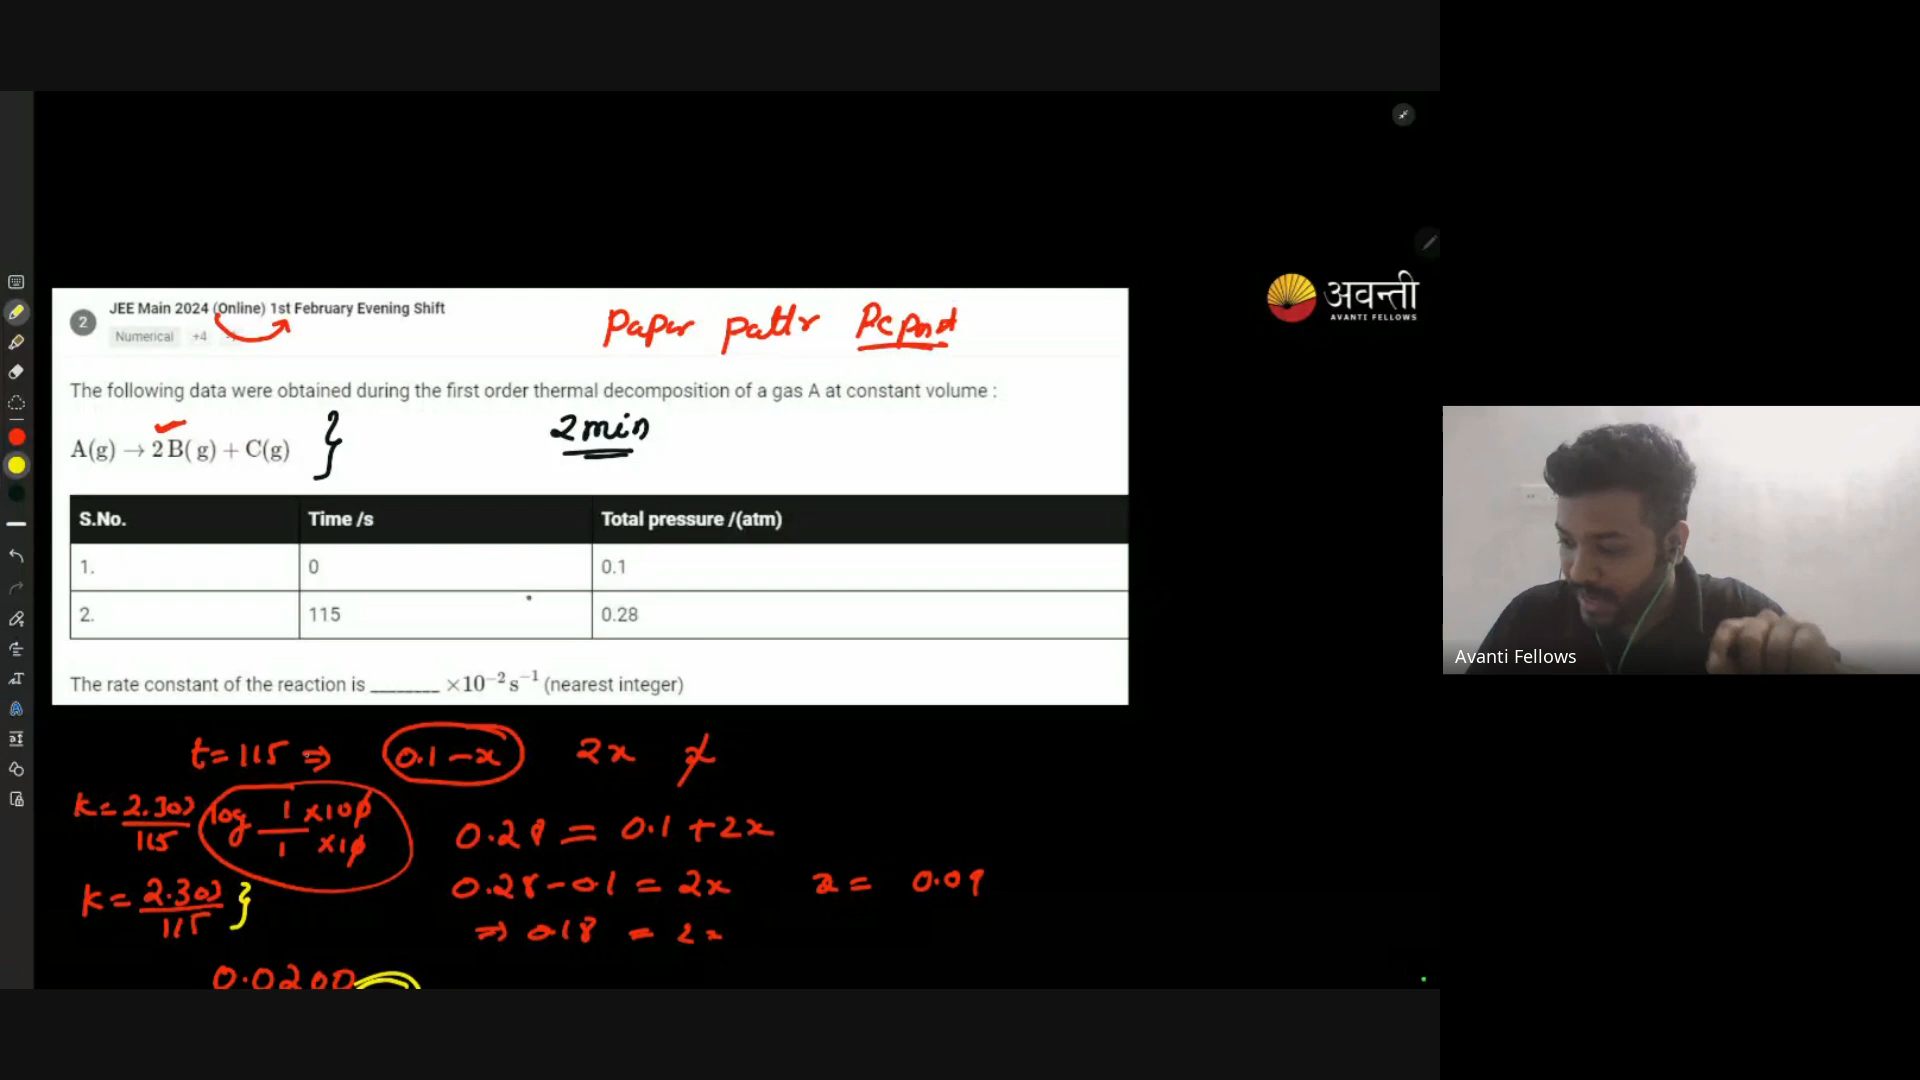 अवन्ती
AVANTI FELLOWS
2 JEE Main 2024 (Online) 1st February Evening Shift
Numerical +4
Paper
The following data were obtained during the first order thermal decomposition of a gas A at constant volume :
2min
A(g) → 2 B( g) + C(g) }
S.No. Time /s Total pressure /(atm)
1. 0 0.1
2. 115 0.28
The rate constant of the reaction is ______ ×10⁻² s⁻¹ (nearest integer)
t=115 ⇒ 0.1-x 2x x
k= 2.303/115 log 1 ×100/1 ×10
0.28 = 0.1+2x
k= 2.303/115 }
0.28-0.1 = 2x x = 0.09
⇒ 0.18 = 2x
0.0200
Avanti Fellows